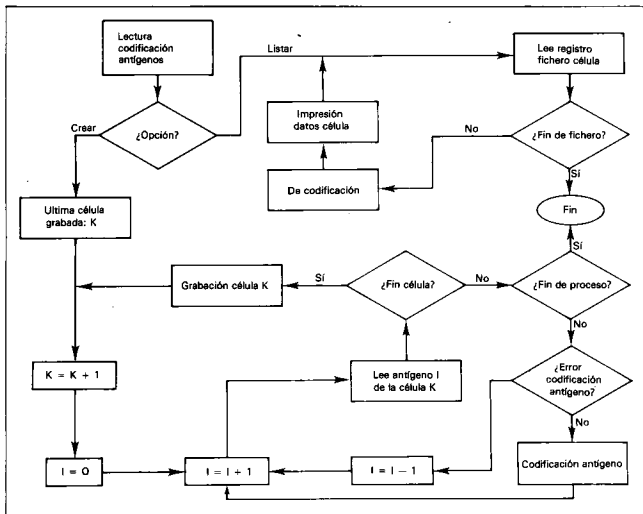 Lectura
codificación
antígenos
Listar
Lee registro
fichero célula
Crear
¿Opción?
Impresión
datos célula
No
¿Fin de fichero?
Sí
De codificación
Fin
Ultima célula
grabada: K
Sí
Grabación célula K
Sí
¿Fin célula?
No
¿Fin de proceso?
No
K = K + 1
Lee antígeno I
de la célula K
¿Error
codificación
antígeno?
No
I = 0
I = I + 1
I = I − 1
Codificación antígeno